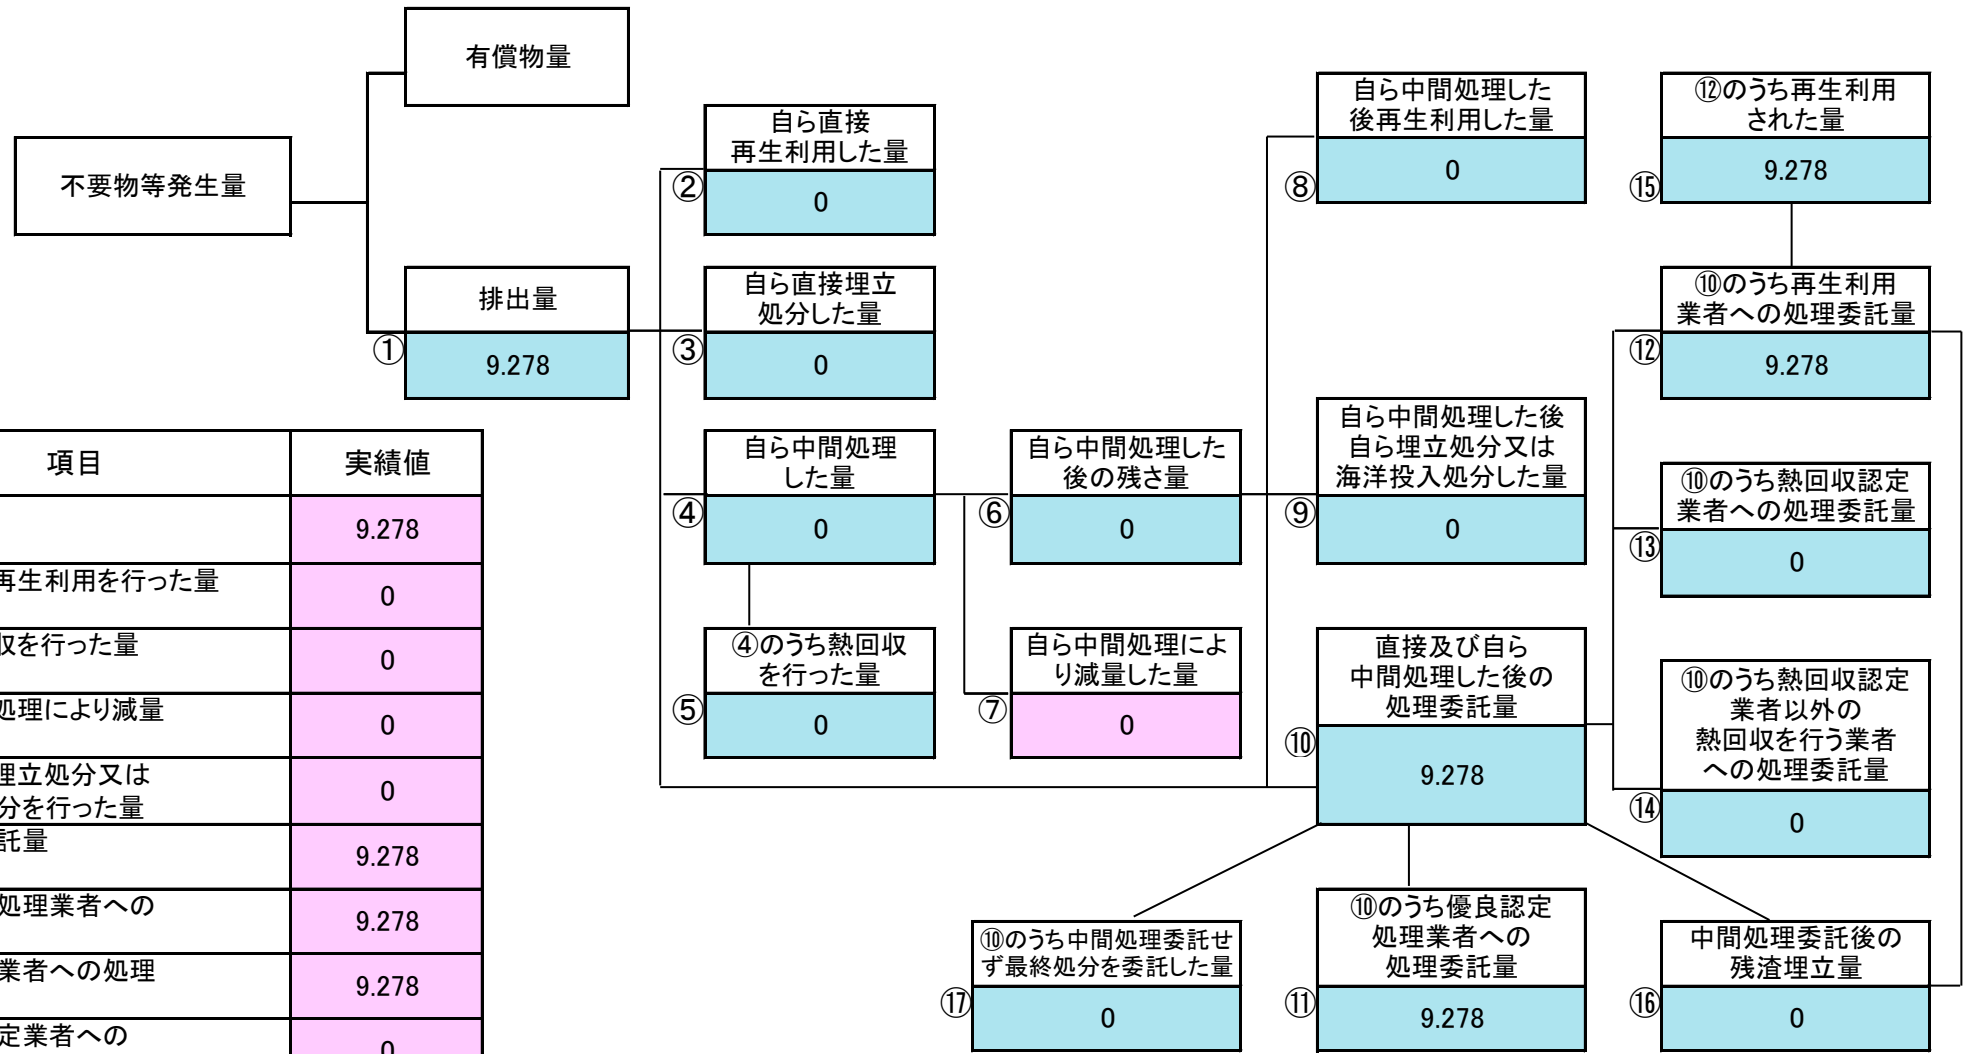 有償物量
不要物等発生量
排出量
①
9.278
自ら直接
再生利用した量
②
0
自ら直接埋立
処分した量
③
0
自ら中間処理
した量
④
0
④のうち熱回収
を行った量
⑤
0
自ら中間処理した
後の残さ量
⑥
0
自ら中間処理によ
り減量した量
⑦
0
自ら中間処理した
後再生利用した量
⑧
0
自ら中間処理した後
自ら埋立処分又は
海洋投入処分した量
⑨
0
直接及び自ら
中間処理した後の
処理委託量
⑩
9.278
⑫のうち再生利用
された量
⑮
9.278
⑩のうち再生利用
業者への処理委託量
⑫
9.278
⑩のうち熱回収認定
業者への処理委託量
⑬
0
⑩のうち熱回収認定
業者以外の
熱回収を行う業者
への処理委託量
⑭
0
⑩のうち中間処理委託せ
ず最終処分を委託した量
⑰
0
⑩のうち優良認定
処理業者への
処理委託量
⑪
9.278
中間処理委託後の
残渣埋立量
⑯
0
項目 実績値
9.278
再生利用を行った量 0
収を行った量 0
処理により減量 0
埋立処分又は
分を行った量 0
託量 9.278
処理業者への 9.278
業者への処理 9.278
定業者への 0